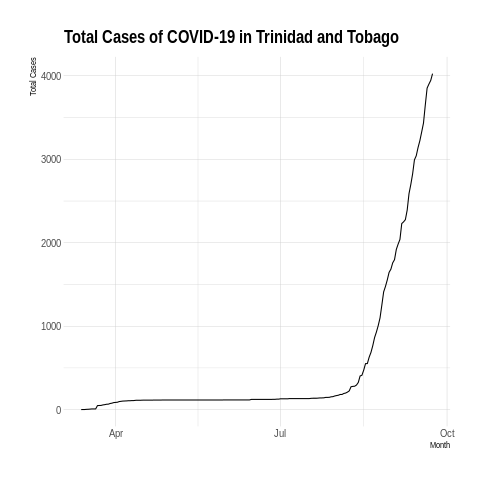 Total Cases of COVID-19 in Trinidad and Tobago
Total Cases
4000
3000
2000
1000
0
Apr
Jul
Oct
Month